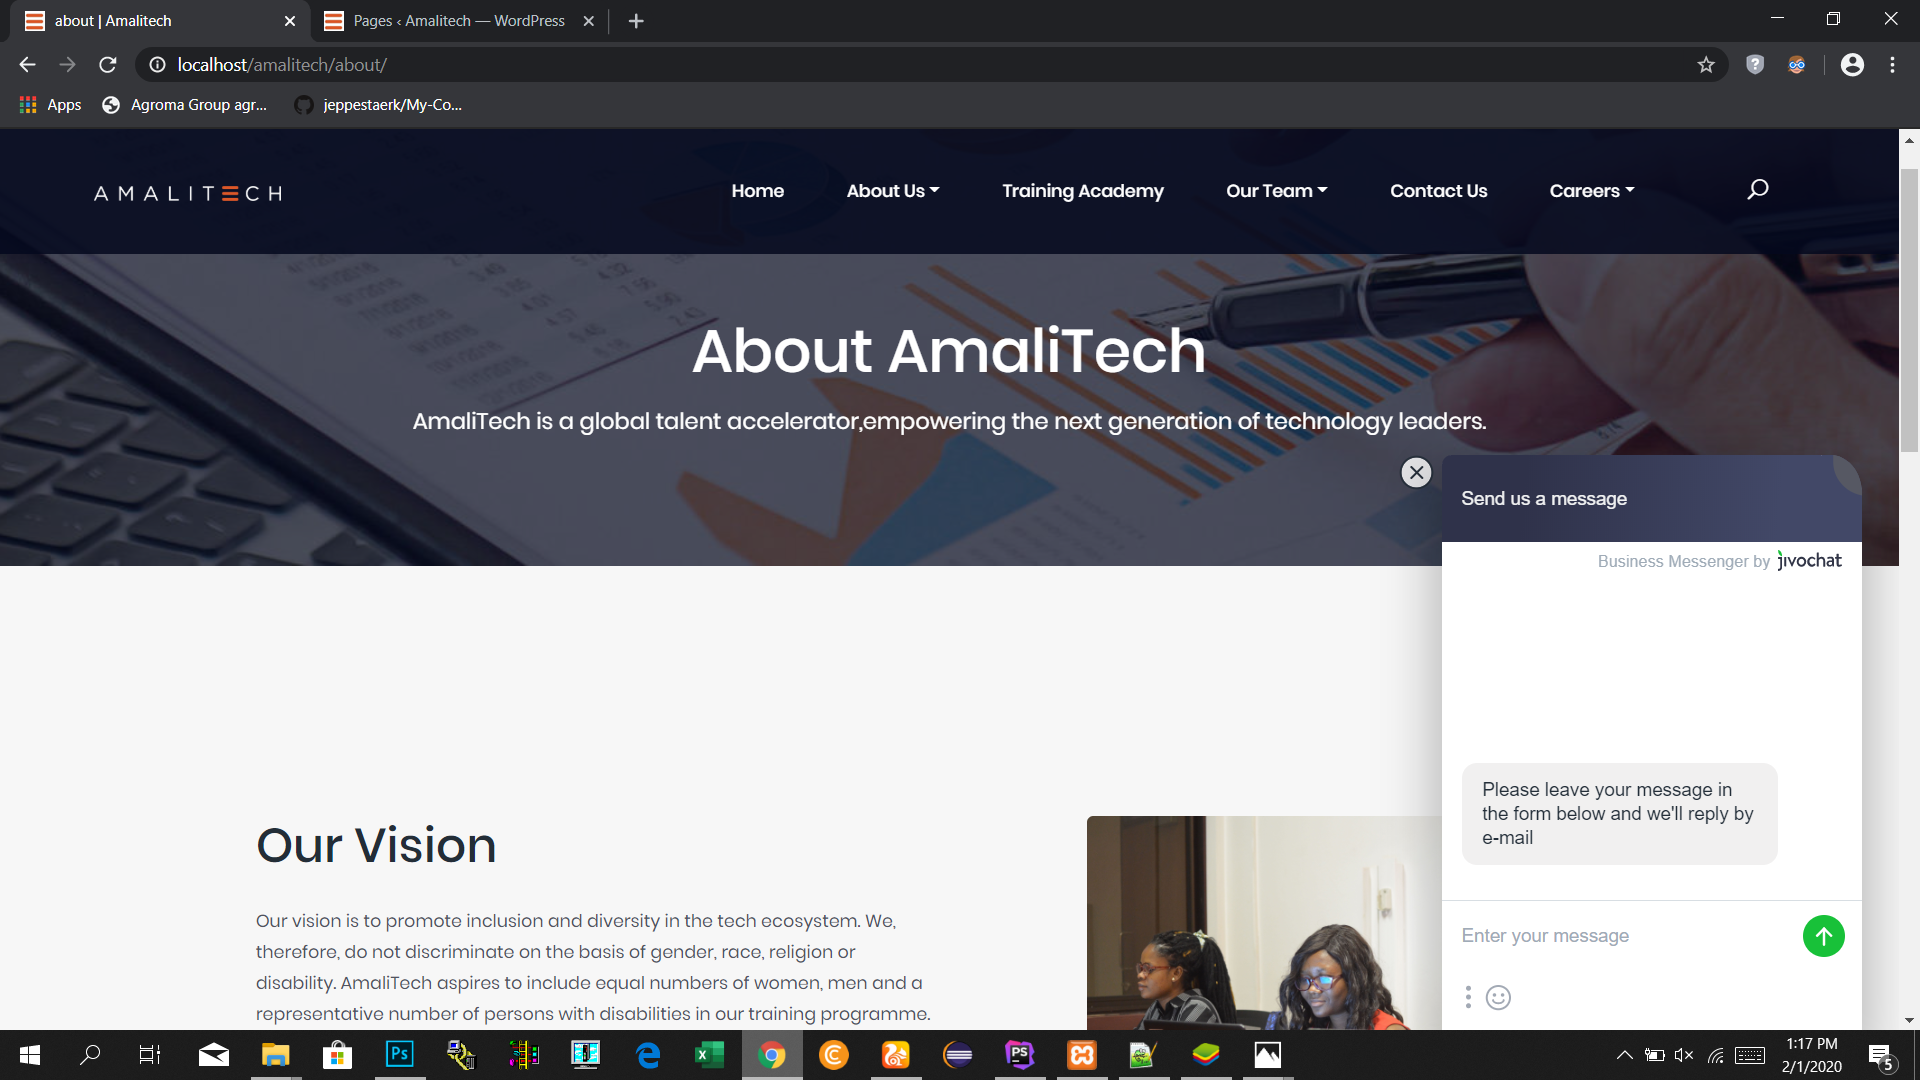 about | Amalitech
Pages ‹ Amalitech — WordPress
localhost/amalitech/about/
Apps
Agroma Group agr...
jeppestaerk/My-Co...
AMALITECH
Home
About Us
Training Academy
Our Team
Contact Us
Careers
About AmaliTech
AmaliTech is a global talent accelerator,empowering the next generation of technology leaders.
Send us a message
Business Messenger by jivochat
Please leave your message in
the form below and we'll reply by
e-mail
Enter your message
Our Vision
Our vision is to promote inclusion and diversity in the tech ecosystem. We,
therefore, do not discriminate on the basis of gender, race, religion or
disability. AmaliTech aspires to include equal numbers of women, men and a
representative number of persons with disabilities in our training programme.
Ps
PS
1:17 PM
2/1/2020
5